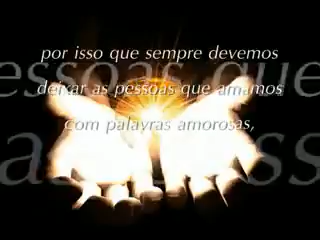 por isso que sempre devemos
deixar as pessoas que amamos
com palavras amorosas,